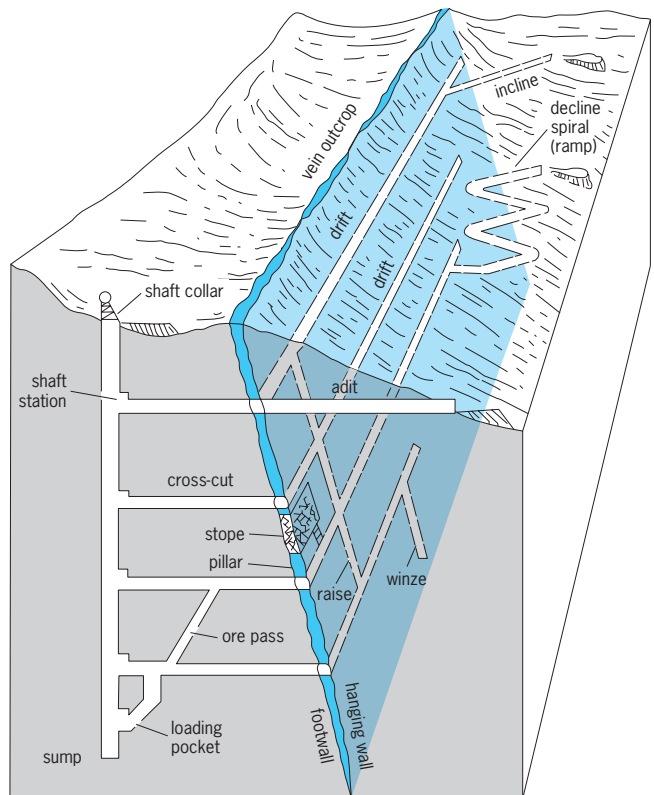 incline
decline
spiral
(ramp)
vein outcrop
drift
drift
shaft collar
shaft
station
adit
cross-cut
stope
pillar
raise
winze
ore pass
loading
pocket
sump
footwall
hanging wall